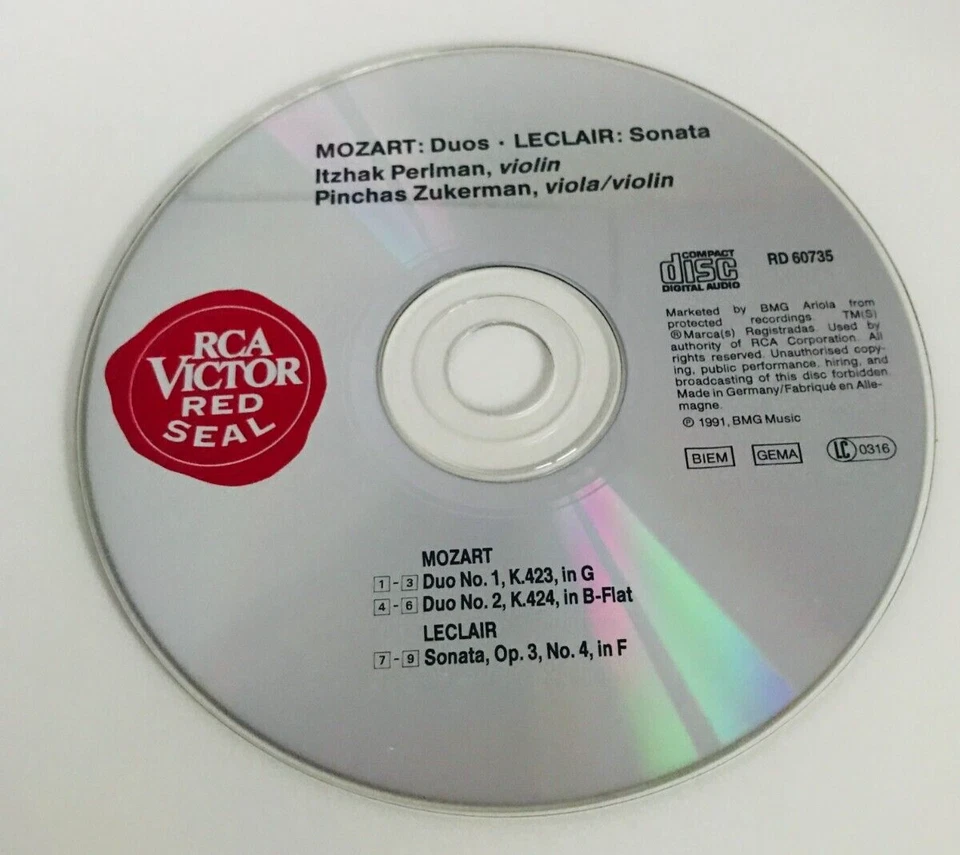 MOZART: Duos · LECLAIR: Sonata
Itzhak Perlman, violin
Pinchas Zukerman, viola/violin
RCA
VICTOR
RED
SEAL
COMPACT
disc
DIGITAL AUDIO
RD 60735
Marketed by BMG Ariola from
protected recordings. TM(S)
®Marca(s) Registradas. Used by
authority of RCA Corporation. All
rights reserved. Unauthorised copy-
ing, public performance, hiring, and
broadcasting of this disc forbidden.
Made in Germany/Fabriqué en Alle-
magne.
℗ 1991, BMG Music
BIEM GEMA LC 0316
MOZART
1 - 3 Duo No. 1, K.423, in G
4 - 6 Duo No. 2, K.424, in B-Flat
LECLAIR
7 - 9 Sonata, Op. 3, No. 4, in F